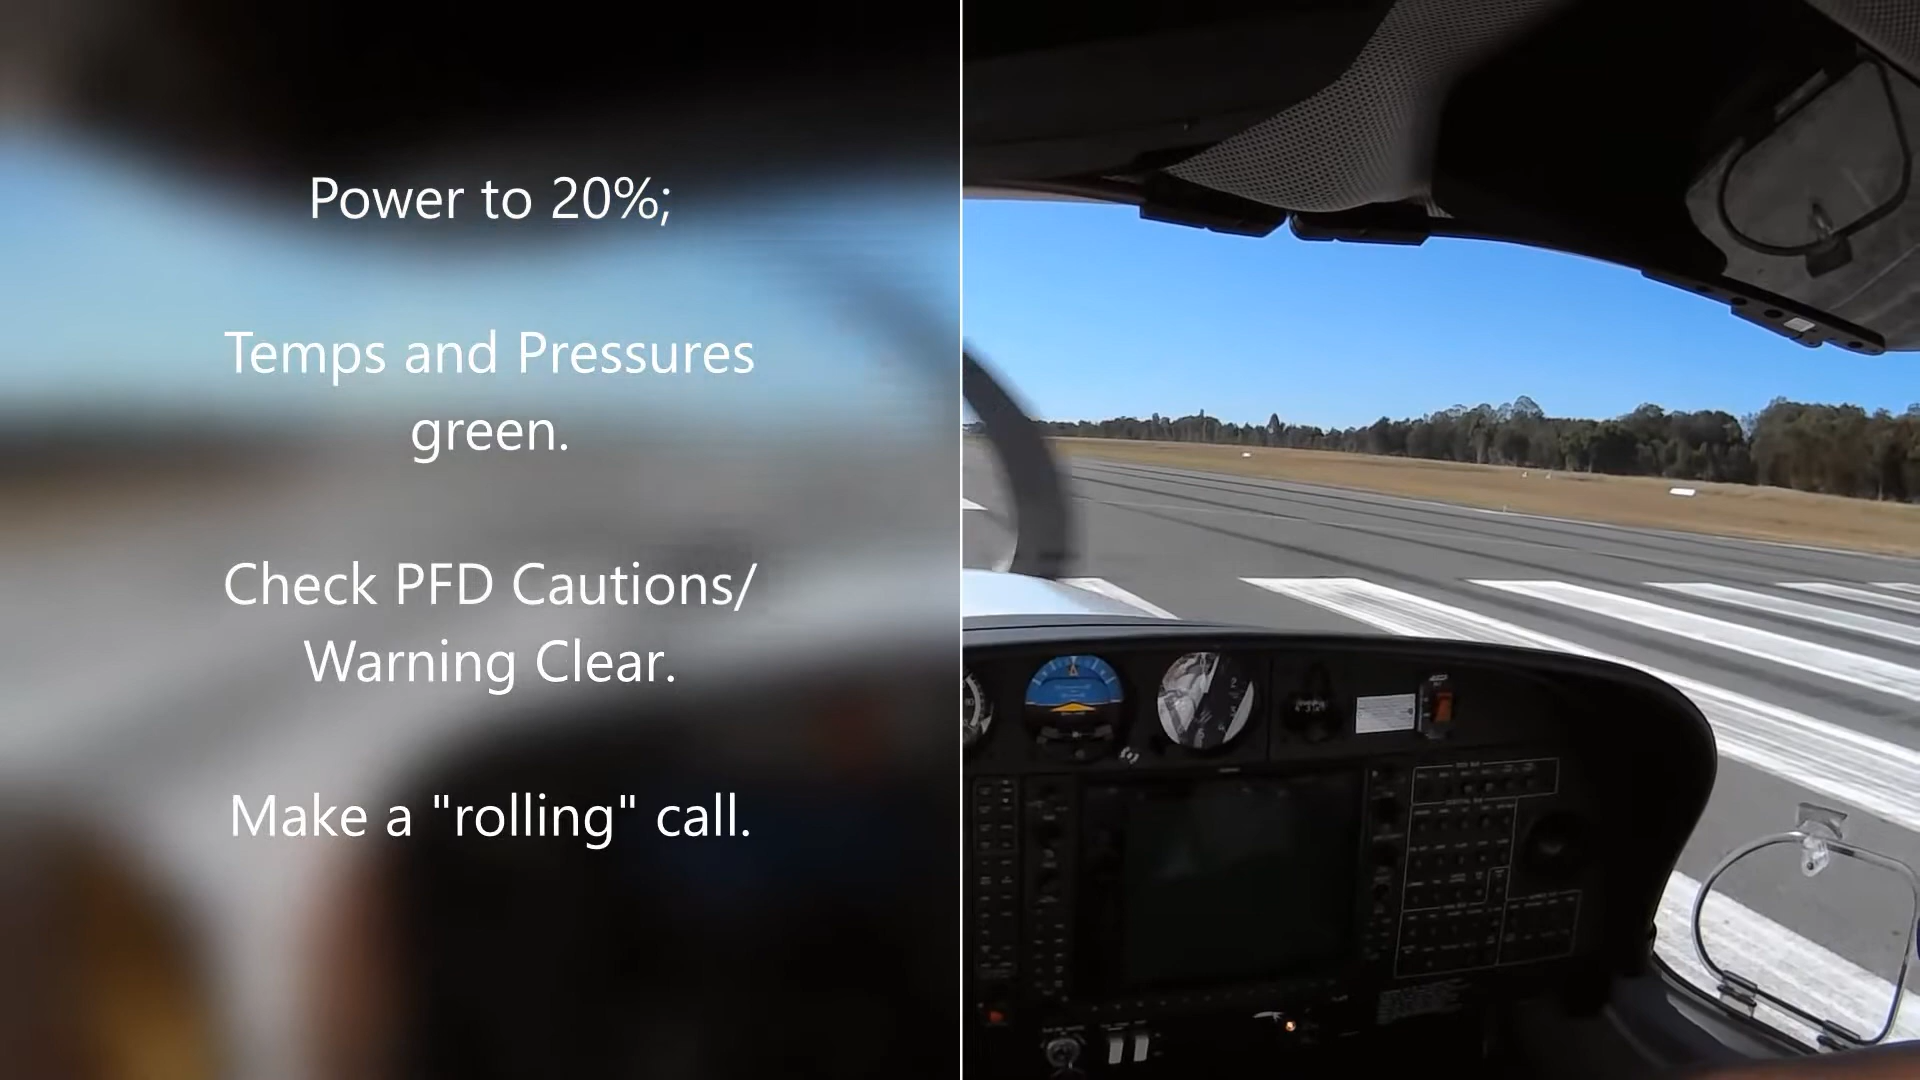 Power to 20%;
Temps and Pressures
green.
Check PFD Cautions/
Warning Clear.
Make a "rolling" call.